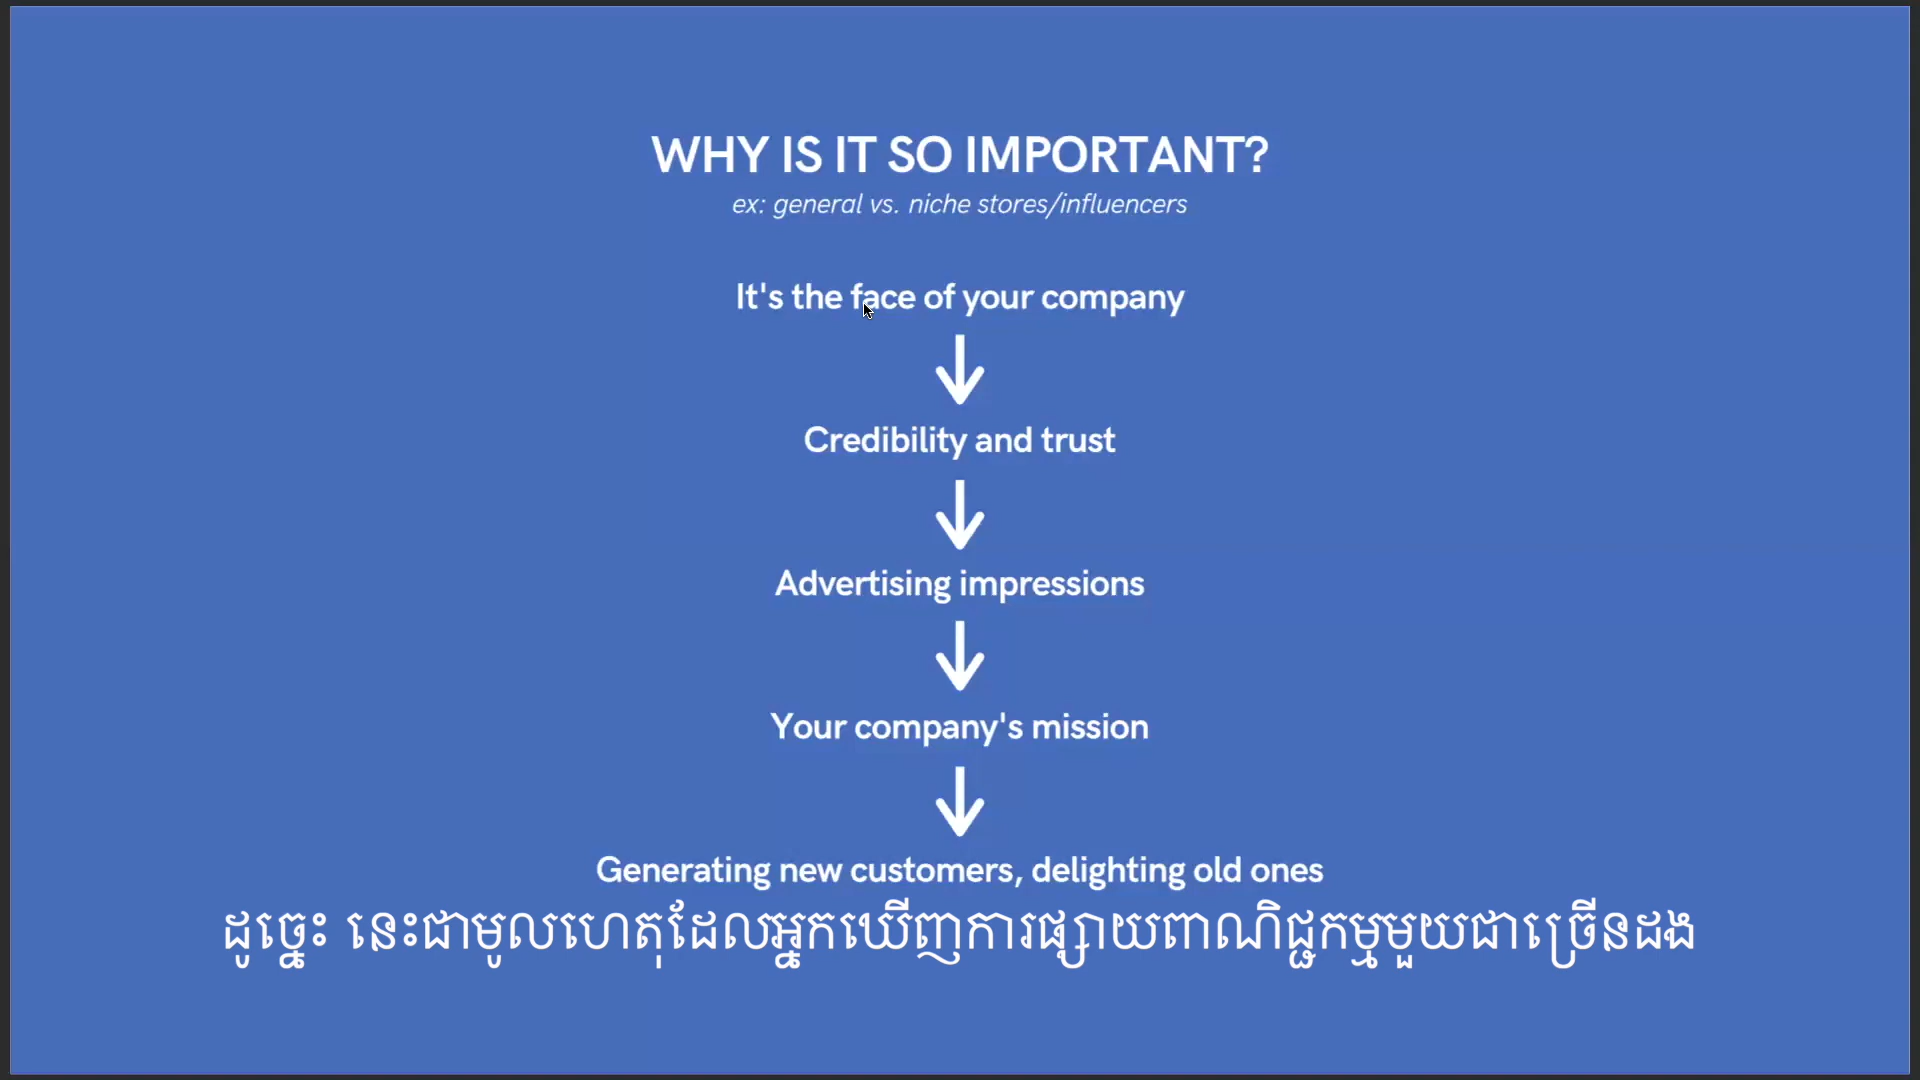 WHY IS IT SO IMPORTANT?
ex: general vs. niche stores/influencers
It's the face of your company
Credibility and trust
Advertising impressions
Your company's mission
Generating new customers, delighting old ones
ដូច្នេះ នេះជាមូលហេតុដែលអ្នកឃើញការផ្សាយពាណិជ្ជកម្មមួយជាច្រើនដង